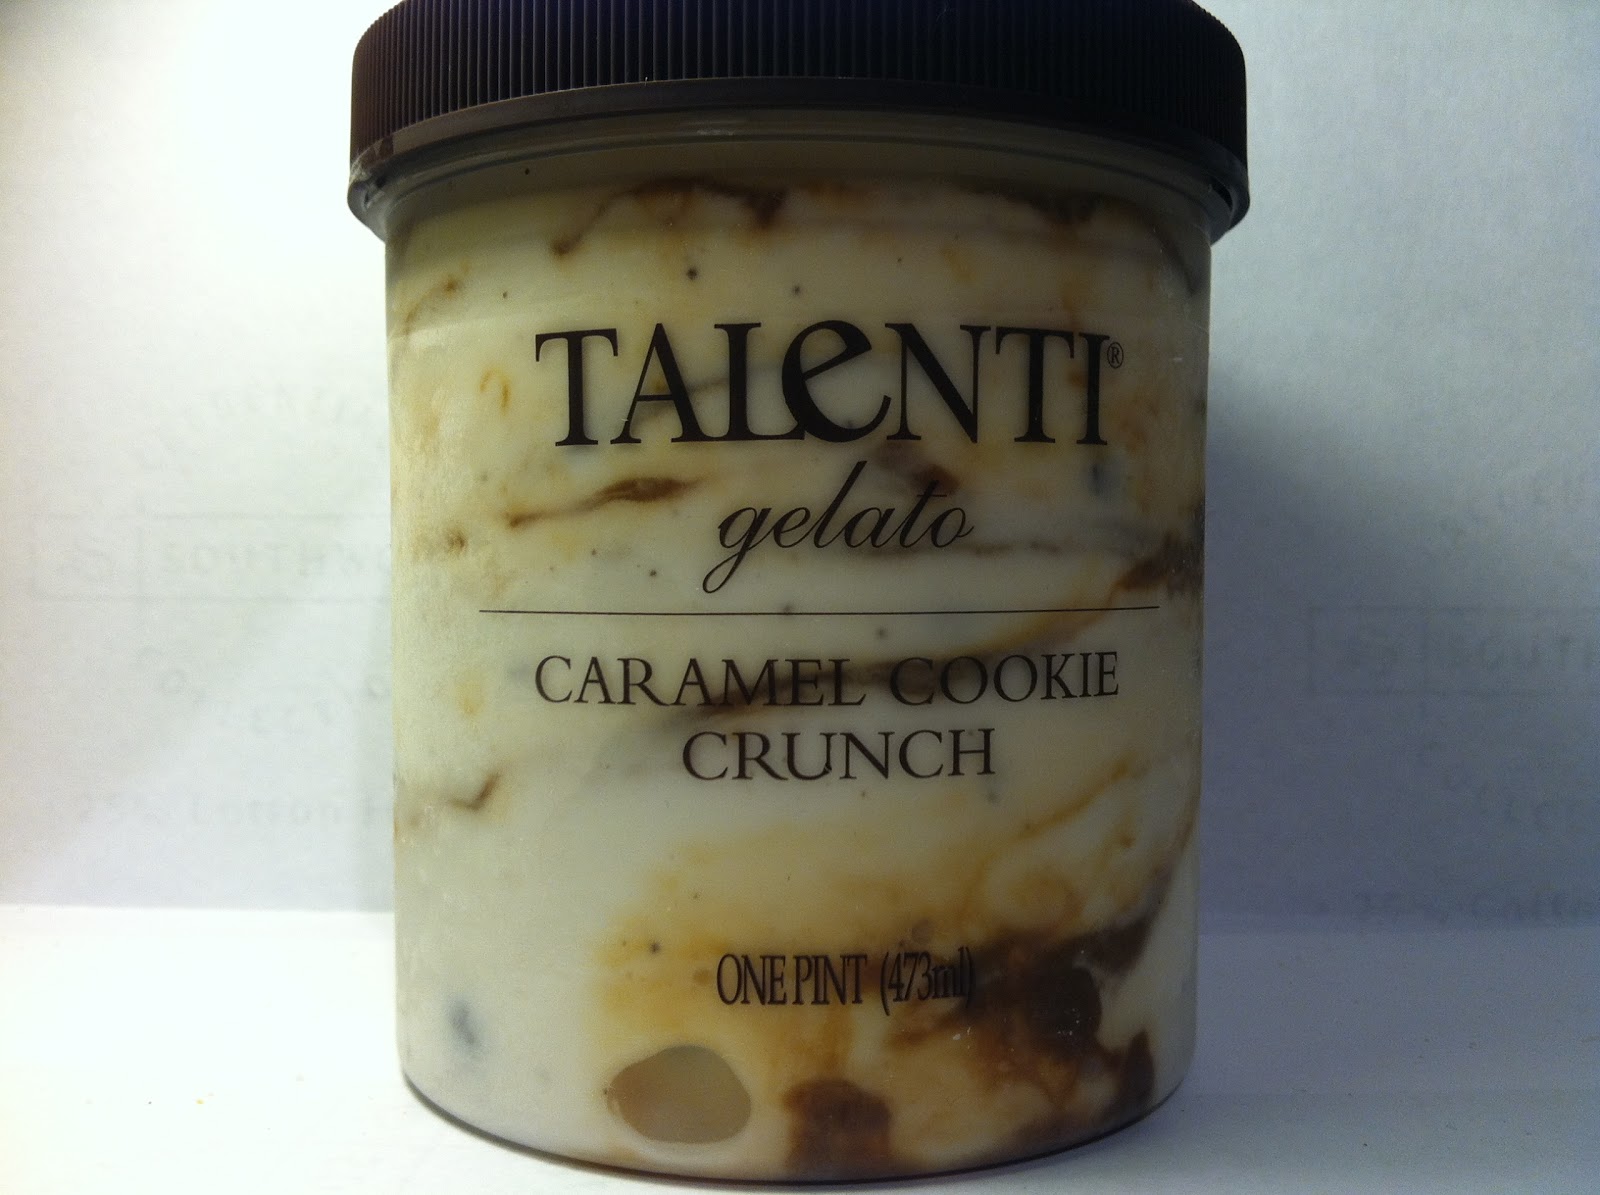 TALeNTI®
gelato
CARAMEL COOKIE
CRUNCH
ONE PINT (473ml)